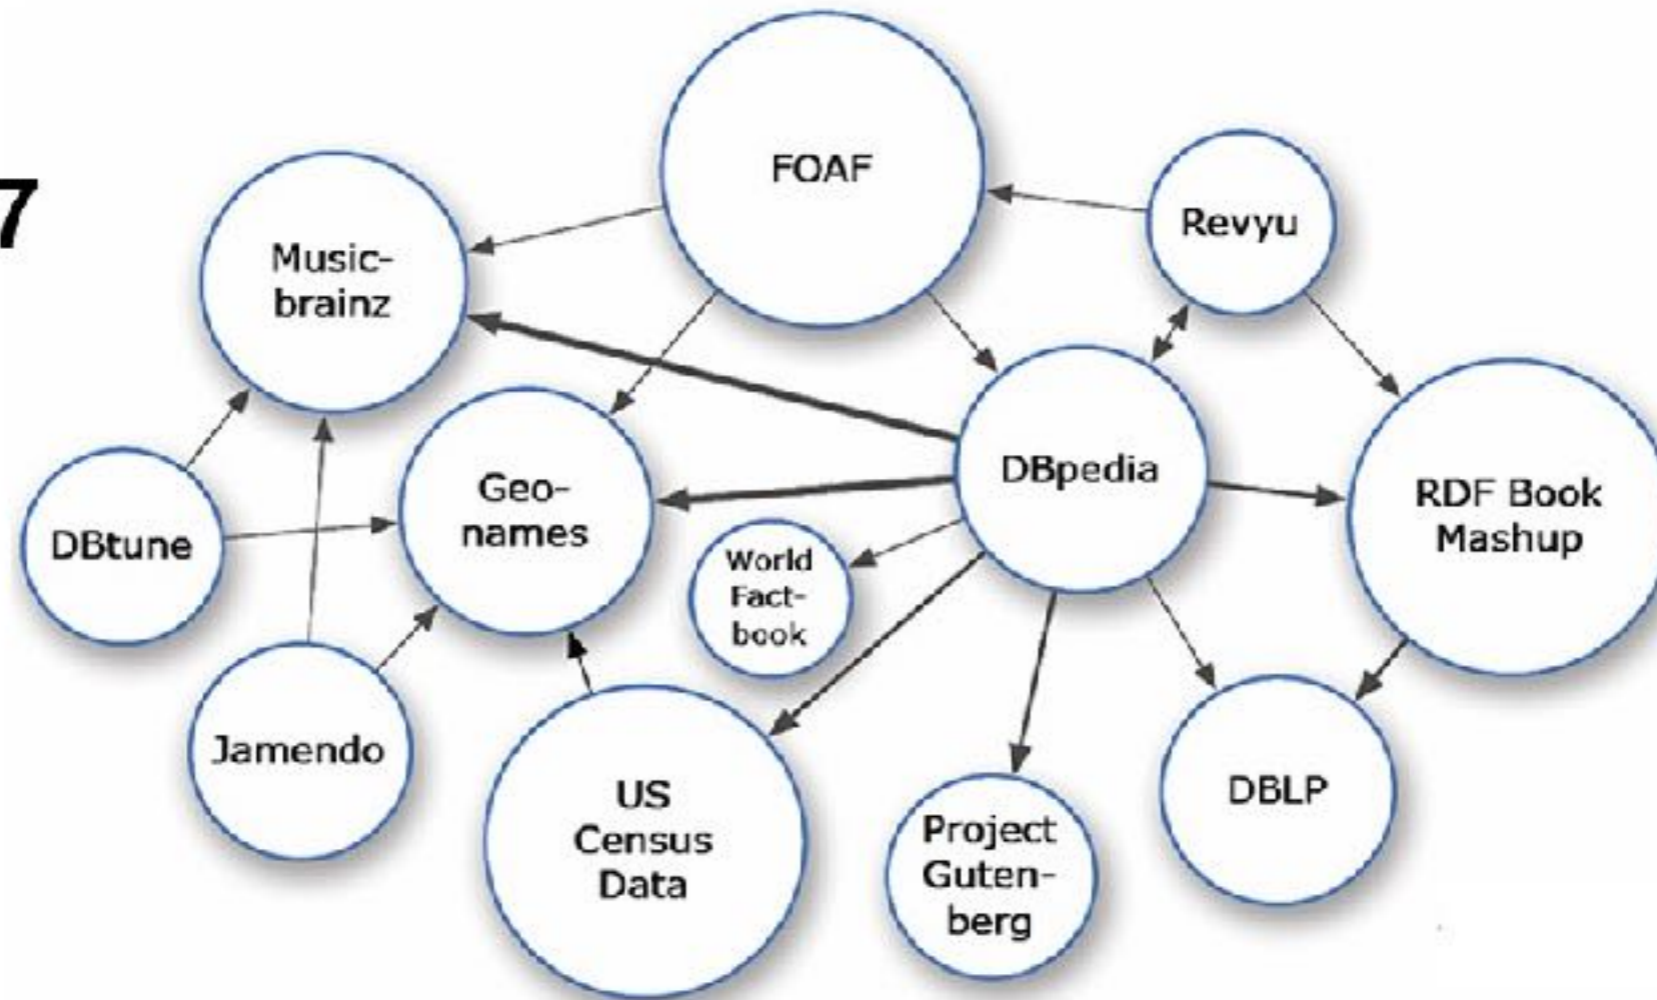 7
FOAF
Revyu
Music-
brainz
DBpedia
Geo-
names
RDF Book
Mashup
DBtune
World
Fact-
book
Jamendo
US
Census
Data
Project
Guten-
berg
DBLP